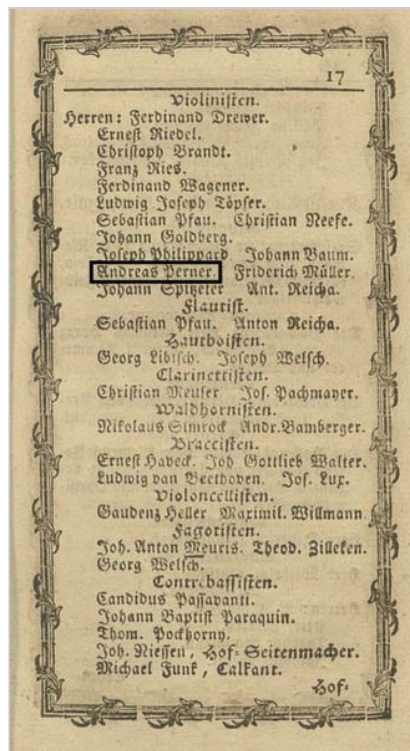 17
Violinisten.
Herren: Ferdinand Drewer.
Ernest Riedel.
Christoph Brandt.
Franz Ries.
Ferdinand Wagener.
Ludwig Joseph Töpfer.
Sebastian Pfau. Christian Neefe.
Johann Goldberg.
Joseph Philippard Johann Baum.
Andreas Perner. Friderich Müller.
Johann Spitzeter Ant. Reicha.
Flautist.
Sebastian Pfau. Anton Reicha.
Hautboisten.
Georg Libisch. Joseph Welsch.
Clarinettisten.
Christian Meuser Jos. Pachmayer.
Waldhornisten.
Nikolaus Simrock Andr. Bamberger.
Braccisten.
Ernest Haveck. Joh Gottlieb Walter.
Ludwig van Beethoven. Jos. Lux.
Violoncellisten.
Gaudenz Heller Maximil. Willmann
Fagotisten.
Joh. Anton Meuris. Theod. Zilleken.
Georg Welsch.
Contrabassisten.
Candidus Passavanti.
Johann Baptist Paraquin.
Thom. Pockhorny.
Joh. Niessen, Hof-Seitenmacher.
Michael Funk, Calkant.
Hof-